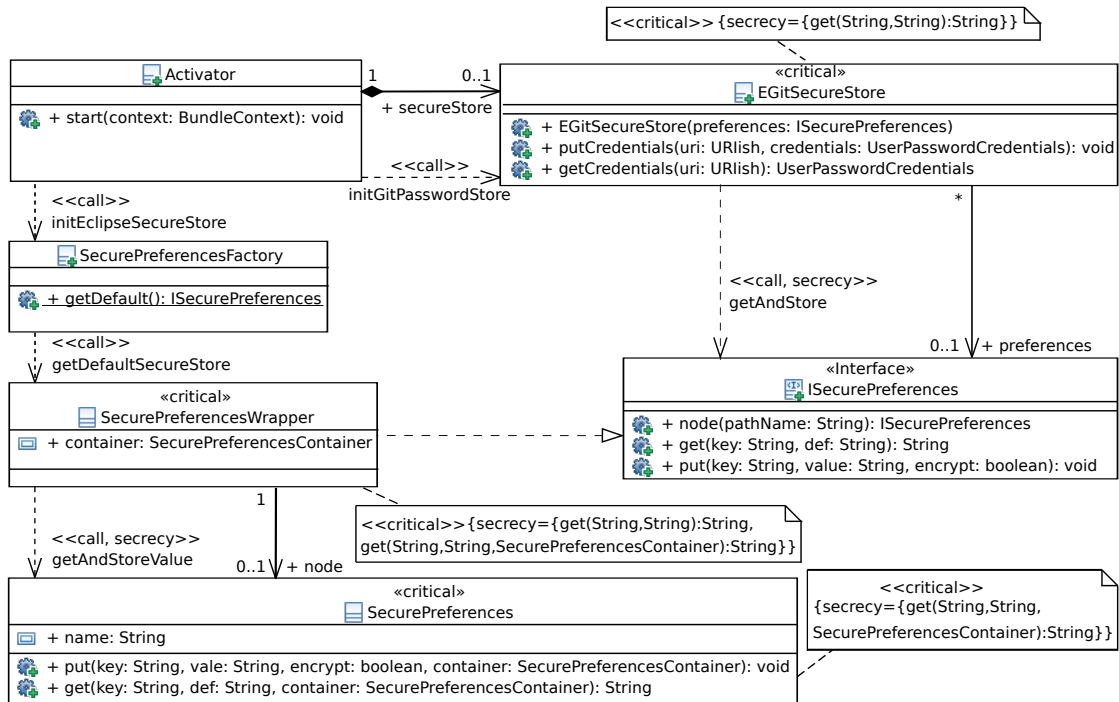 <<critical>> {secrecy={get(String,String):String}}
Activator
+ start(context: BundleContext): void
1
0..1
+ secureStore
«critical»
EGitSecureStore
+ EGitSecureStore(preferences: ISecurePreferences)
+ putCredentials(uri: URIish, credentials: UserPasswordCredentials): void
+ getCredentials(uri: URIish): UserPasswordCredentials
<<call>>
initGitPasswordStore
<<call>>
initEclipseSecureStore
*
SecurePreferencesFactory
+ getDefault(): ISecurePreferences
<<call, secrecy>>
getAndStore
<<call>>
getDefaultSecureStore
0..1
+ preferences
«Interface»
ISecurePreferences
+ node(pathName: String): ISecurePreferences
+ get(key: String, def: String): String
+ put(key: String, value: String, encrypt: boolean): void
«critical»
SecurePreferencesWrapper
+ container: SecurePreferencesContainer
1
<<critical>> {secrecy={get(String,String):String,
get(String,String,SecurePreferencesContainer):String}}
<<call, secrecy>>
getAndStoreValue
0..1
+ node
<<critical>>
{secrecy={get(String,String,
SecurePreferencesContainer):String}}
«critical»
SecurePreferences
+ name: String
+ put(key: String, vale: String, encrypt: boolean, container: SecurePreferencesContainer): void
+ get(key: String, def: String, container: SecurePreferencesContainer): String